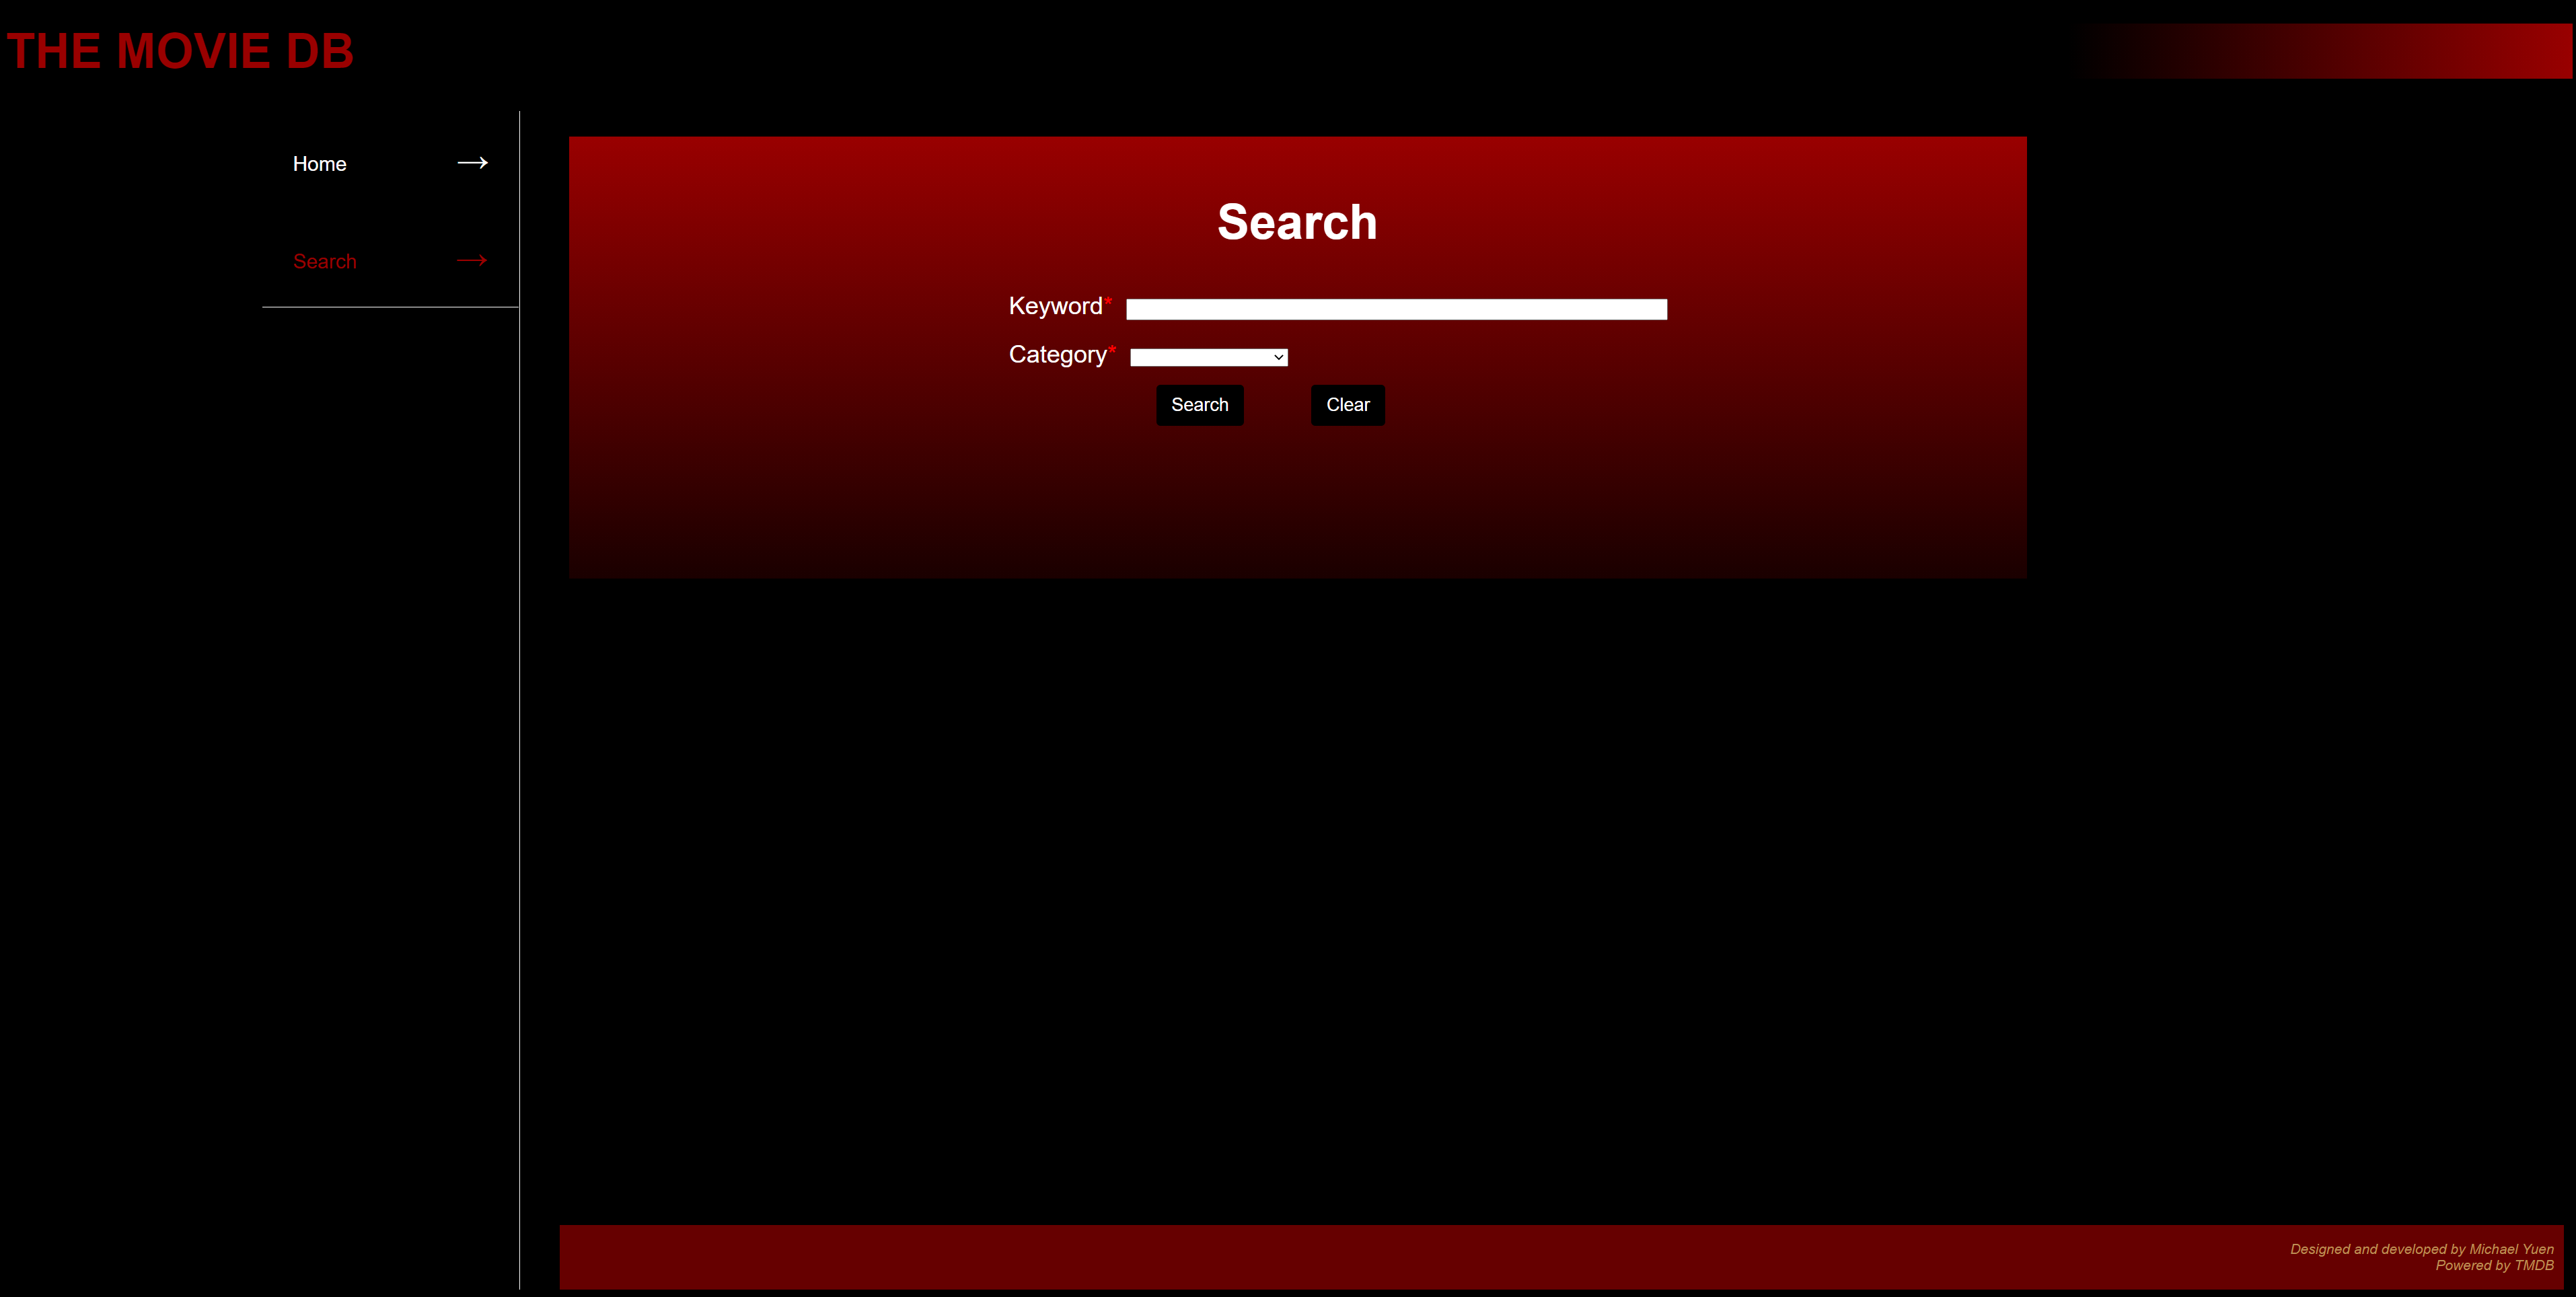 THE MOVIE DB
Home →
Search →
Search
Keyword*
Category*
Search Clear
Designed and developed by Michael Yuen
Powered by TMDB